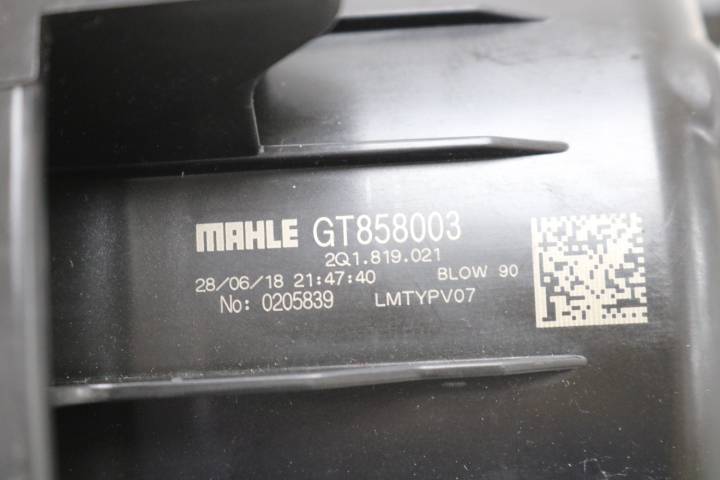 MAHLE GT858003
2Q1.819.021
28/06/18 21:47:40 BLOW 90
No: 0205839 LMTYPV07